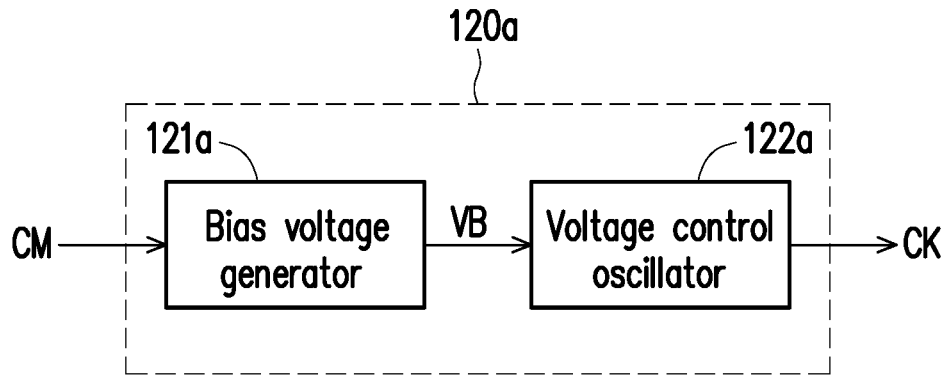 120a
121a
122a
CM
Bias voltage
generator
VB
Voltage control
oscillator
CK